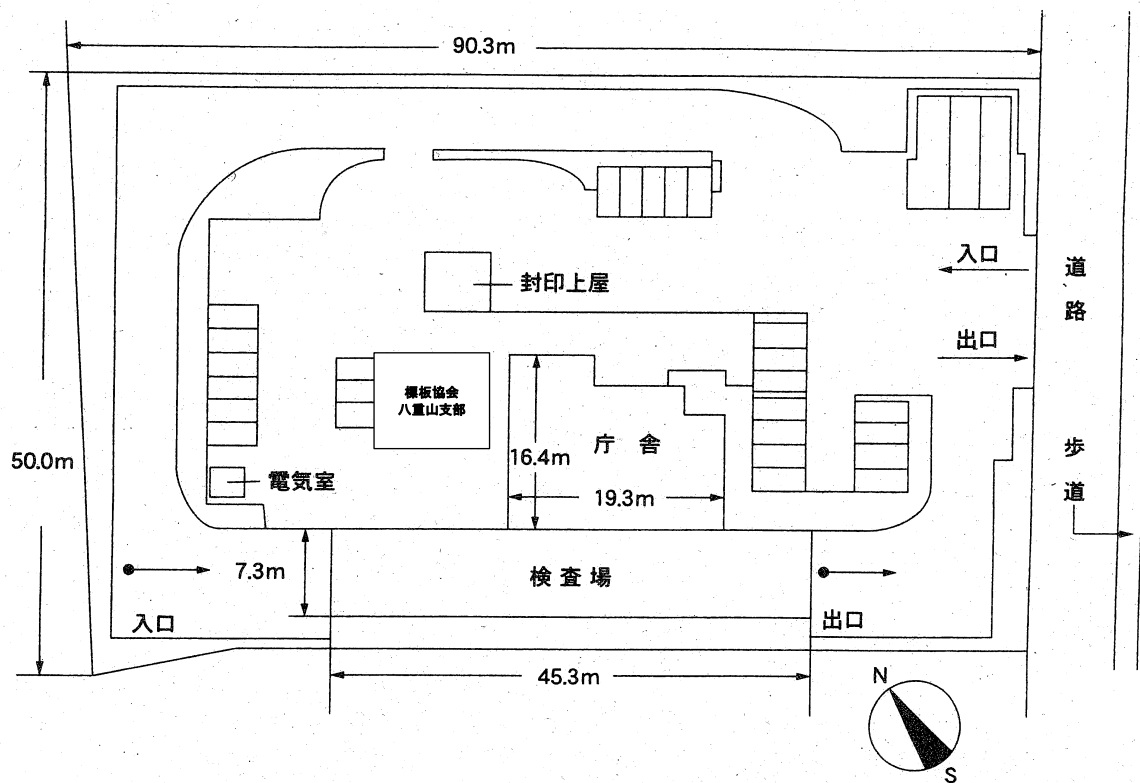 90.3m
入口
道路
封印上屋
出口
標板協会
八重山支部
庁舎
16.4m
50.0m
歩道
電気室
19.3m
7.3m
検査場
入口
出口
45.3m
N
S